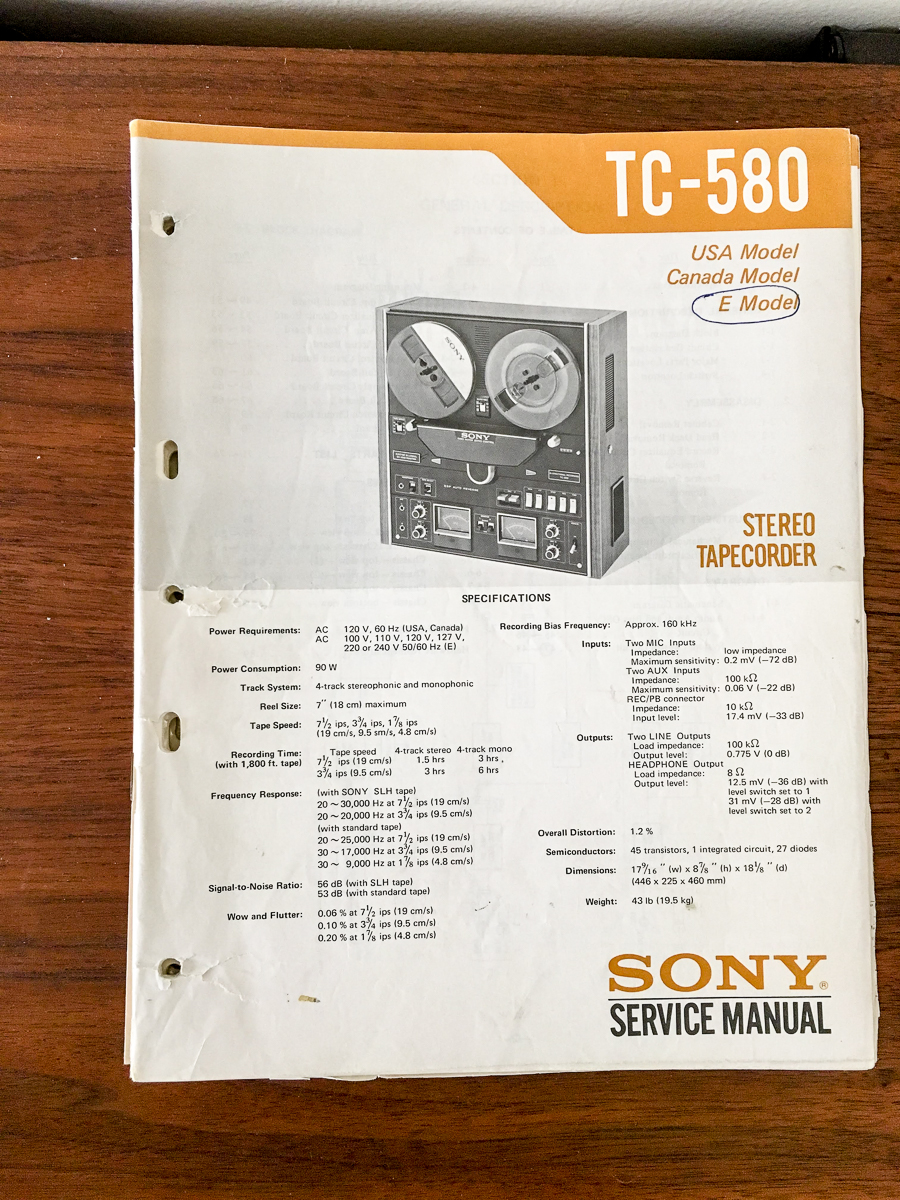 TC-580
USA Model
Canada Model
E Model
SONY
SONY
STEREO
TAPECORDER
SPECIFICATIONS
Power Requirements: AC 120 V, 60 Hz (USA, Canada)
AC 100 V, 110 V, 120 V, 127 V,
220 or 240 V 50/60 Hz (E)
Power Consumption: 90 W
Track System: 4-track stereophonic and monophonic
Reel Size: 7" (18 cm) maximum
Tape Speed: 7½ ips, 3¾ ips, 1⅞ ips
(19 cm/s, 9.5 sm/s, 4.8 cm/s)
Recording Time: Tape speed 4-track stereo 4-track mono
(with 1,800 ft. tape) 7½ ips (19 cm/s) 1.5 hrs 3 hrs ,
3¾ ips (9.5 cm/s) 3 hrs 6 hrs
Frequency Response: (with SONY SLH tape)
20 ~ 30,000 Hz at 7½ ips (19 cm/s)
20 ~ 20,000 Hz at 3¾ ips (9.5 cm/s)
(with standard tape)
20 ~ 25,000 Hz at 7½ ips (19 cm/s)
30 ~ 17,000 Hz at 3¾ ips (9.5 cm/s)
30 ~ 9,000 Hz at 1⅞ ips (4.8 cm/s)
Signal-to-Noise Ratio: 56 dB (with SLH tape)
53 dB (with standard tape)
Wow and Flutter: 0.06 % at 7½ ips (19 cm/s)
0.10 % at 3¾ ips (9.5 cm/s)
0.20 % at 1⅞ ips (4.8 cm/s)
Recording Bias Frequency: Approx. 160 kHz
Inputs: Two MIC Inputs
Impedance: low impedance
Maximum sensitivity: 0.2 mV (−72 dB)
Two AUX Inputs
Impedance: 100 kΩ
Maximum sensitivity: 0.06 V (−22 dB)
REC/PB connector
Impedance: 10 kΩ
Input level: 17.4 mV (−33 dB)
Outputs: Two LINE Outputs
Load impedance: 100 kΩ
Output level: 0.775 V (0 dB)
HEADPHONE Output
Load impedance: 8 Ω
Output level: 12.5 mV (−36 dB) with
level switch set to 1
31 mV (−28 dB) with
level switch set to 2
Overall Distortion: 1.2 %
Semiconductors: 45 transistors, 1 integrated circuit, 27 diodes
Dimensions: 17 9/16 " (w) x 8⅞ " (h) x 18⅛ " (d)
(446 x 225 x 460 mm)
Weight: 43 lb (19.5 kg)
SONY®
SERVICE MANUAL